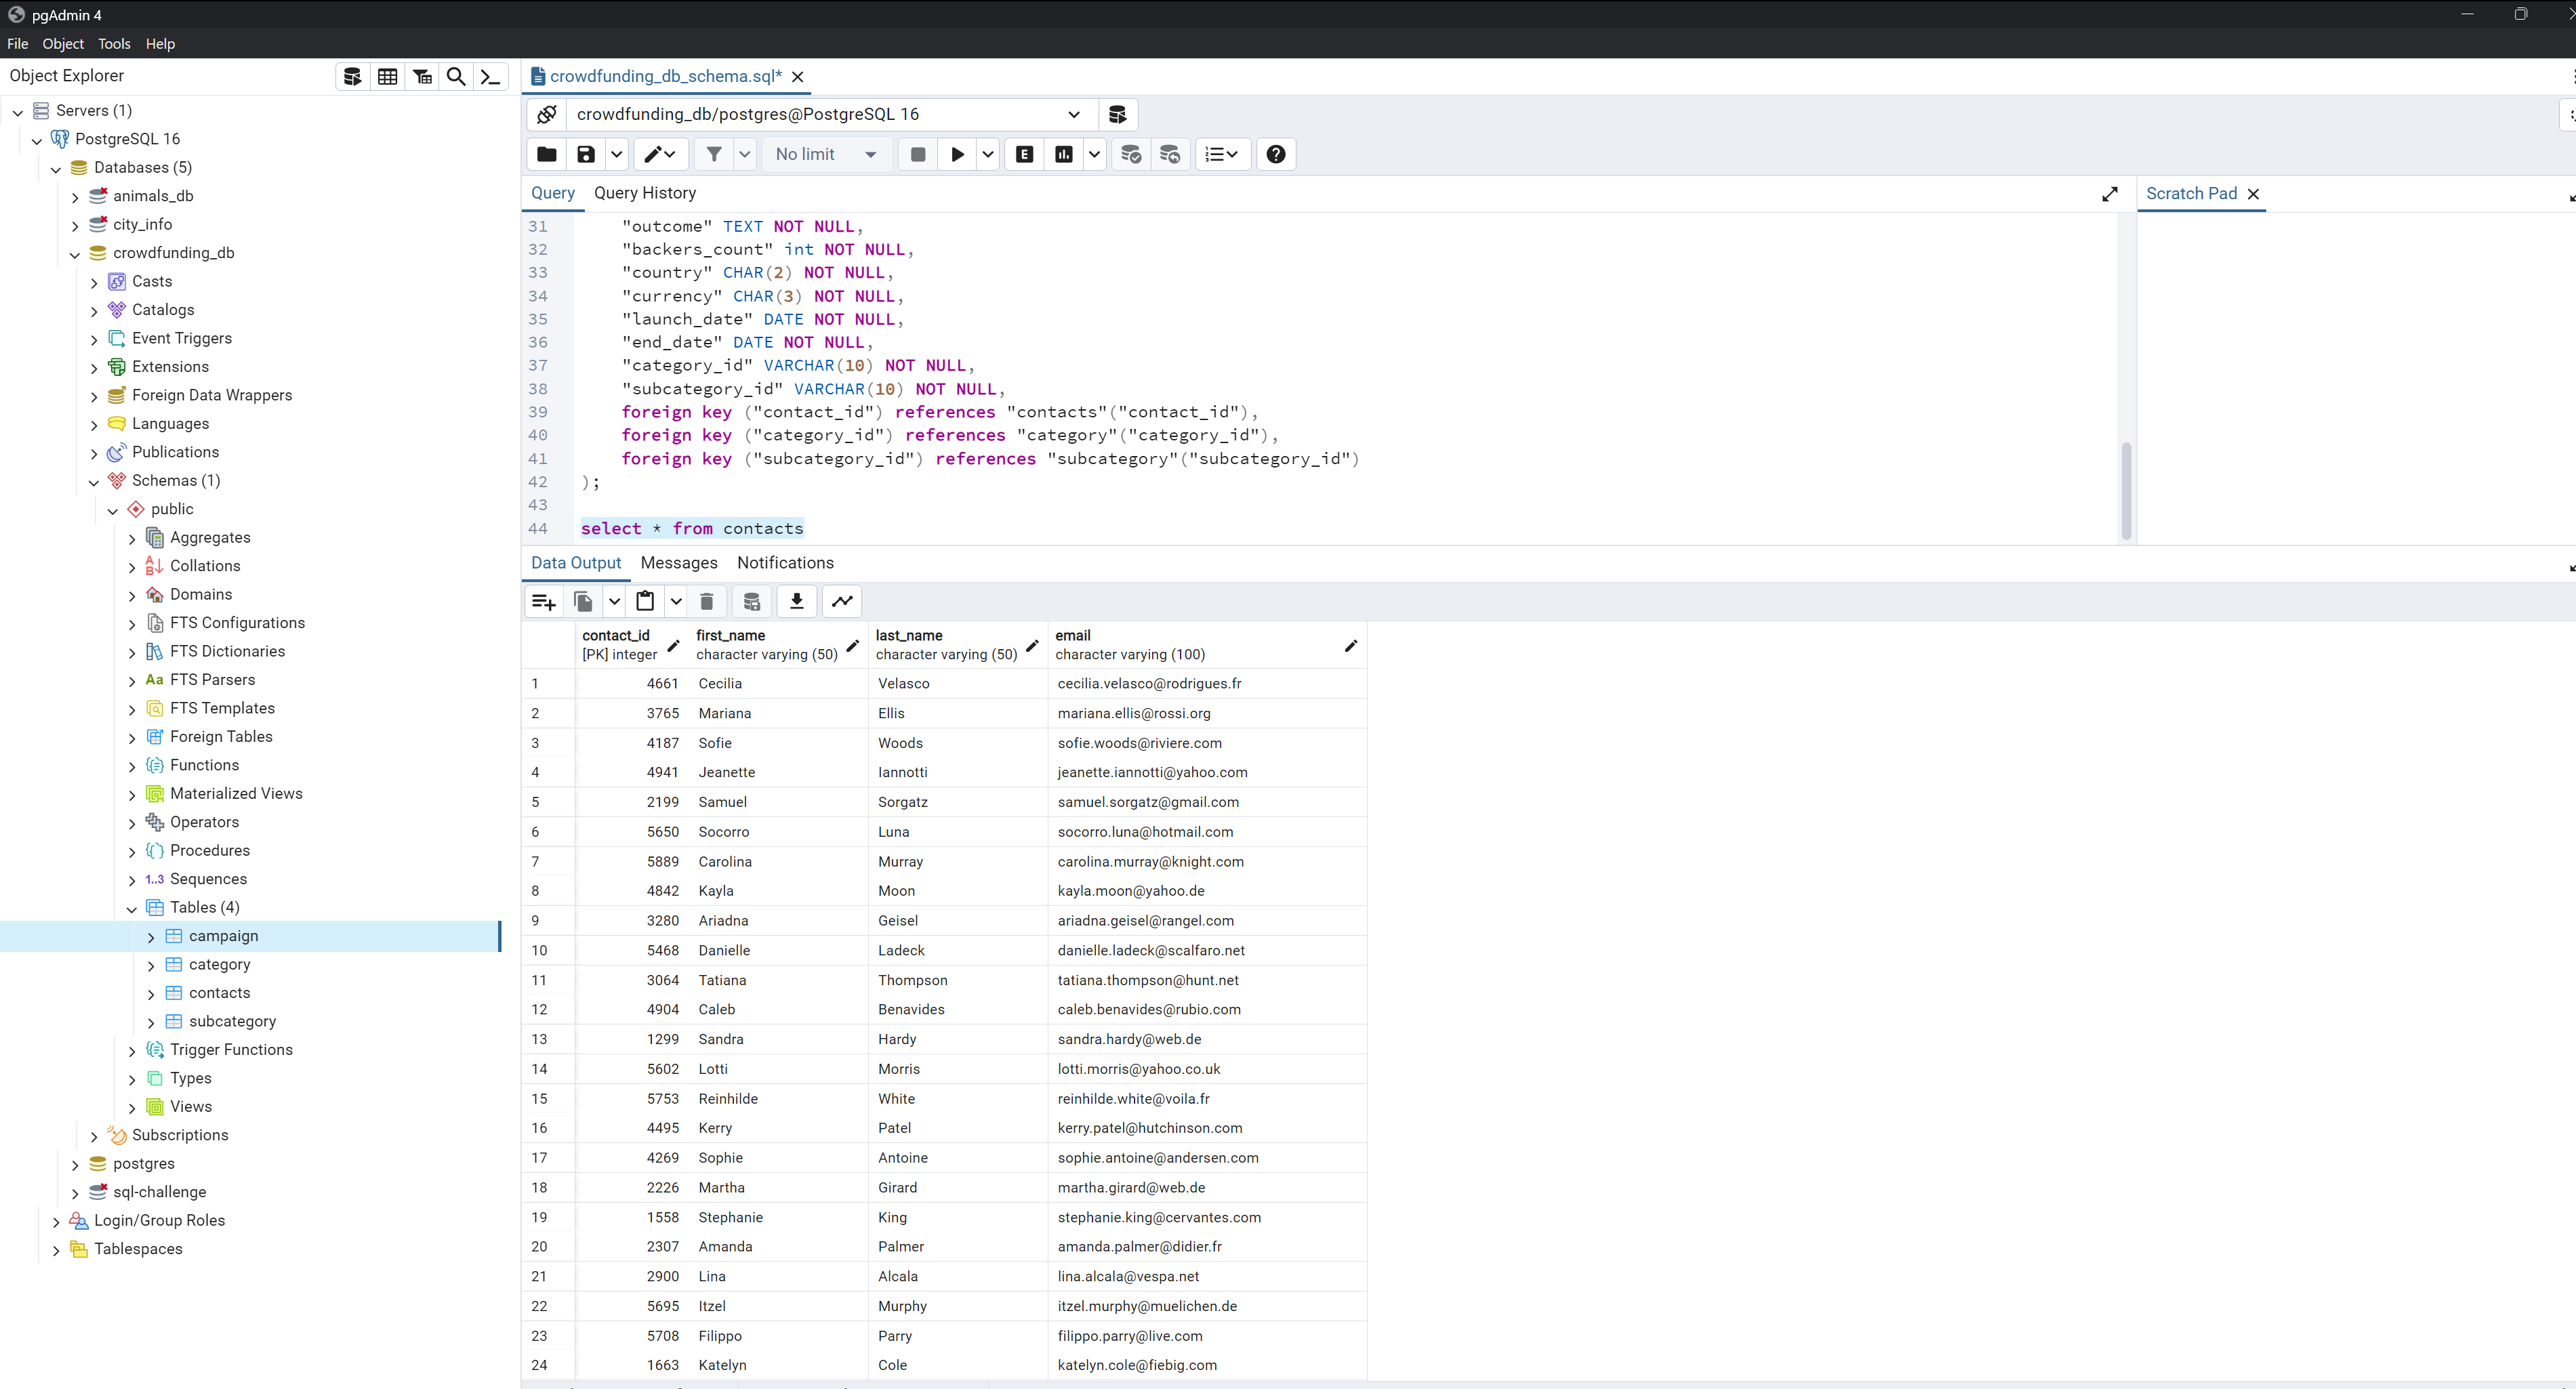 pgAdmin 4
File Object Tools Help
Object Explorer
Servers (1)
PostgreSQL 16
Databases (5)
animals_db
city_info
crowdfunding_db
Casts
Catalogs
Event Triggers
Extensions
Foreign Data Wrappers
Languages
Publications
Schemas (1)
public
Aggregates
Collations
Domains
FTS Configurations
FTS Dictionaries
Aa FTS Parsers
FTS Templates
Foreign Tables
Functions
Materialized Views
Operators
Procedures
1..3 Sequences
Tables (4)
campaign
category
contacts
subcategory
Trigger Functions
Types
Views
Subscriptions
postgres
sql-challenge
Login/Group Roles
Tablespaces
crowdfunding_db_schema.sql*
crowdfunding_db/postgres@PostgreSQL 16
No limit
E
Query Query History
Scratch Pad
31 "outcome" TEXT NOT NULL,
32 "backers_count" int NOT NULL,
33 "country" CHAR(2) NOT NULL,
34 "currency" CHAR(3) NOT NULL,
35 "launch_date" DATE NOT NULL,
36 "end_date" DATE NOT NULL,
37 "category_id" VARCHAR(10) NOT NULL,
38 "subcategory_id" VARCHAR(10) NOT NULL,
39 foreign key ("contact_id") references "contacts"("contact_id"),
40 foreign key ("category_id") references "category"("category_id"),
41 foreign key ("subcategory_id") references "subcategory"("subcategory_id")
42 );
43
44 select * from contacts
Data Output Messages Notifications
contact_id first_name last_name email
[PK] integer character varying (50) character varying (50) character varying (100)
1 4661 Cecilia Velasco cecilia.velasco@rodrigues.fr
2 3765 Mariana Ellis mariana.ellis@rossi.org
3 4187 Sofie Woods sofie.woods@riviere.com
4 4941 Jeanette Iannotti jeanette.iannotti@yahoo.com
5 2199 Samuel Sorgatz samuel.sorgatz@gmail.com
6 5650 Socorro Luna socorro.luna@hotmail.com
7 5889 Carolina Murray carolina.murray@knight.com
8 4842 Kayla Moon kayla.moon@yahoo.de
9 3280 Ariadna Geisel ariadna.geisel@rangel.com
10 5468 Danielle Ladeck danielle.ladeck@scalfaro.net
11 3064 Tatiana Thompson tatiana.thompson@hunt.net
12 4904 Caleb Benavides caleb.benavides@rubio.com
13 1299 Sandra Hardy sandra.hardy@web.de
14 5602 Lotti Morris lotti.morris@yahoo.co.uk
15 5753 Reinhilde White reinhilde.white@voila.fr
16 4495 Kerry Patel kerry.patel@hutchinson.com
17 4269 Sophie Antoine sophie.antoine@andersen.com
18 2226 Martha Girard martha.girard@web.de
19 1558 Stephanie King stephanie.king@cervantes.com
20 2307 Amanda Palmer amanda.palmer@didier.fr
21 2900 Lina Alcala lina.alcala@vespa.net
22 5695 Itzel Murphy itzel.murphy@muelichen.de
23 5708 Filippo Parry filippo.parry@live.com
24 1663 Katelyn Cole katelyn.cole@fiebig.com